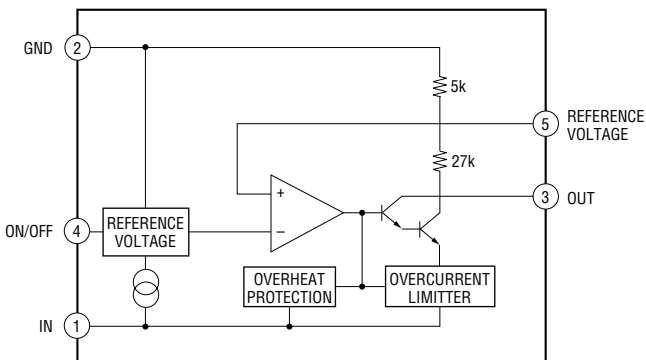 GND 2
5k
5 REFERENCE
VOLTAGE
27k
+
3 OUT
ON/OFF 4
REFERENCE
VOLTAGE
−
OVERHEAT
PROTECTION
OVERCURRENT
LIMITTER
IN 1